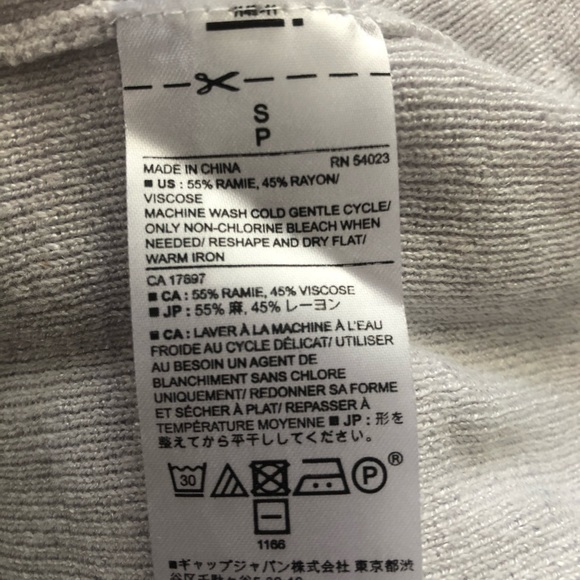 S
P
MADE IN CHINA RN 54023
■ US : 55% RAMIE, 45% RAYON/
VISCOSE
MACHINE WASH COLD GENTLE CYCLE/
ONLY NON-CHLORINE BLEACH WHEN
NEEDED/ RESHAPE AND DRY FLAT/
WARM IRON
CA 17897
■ CA : 55% RAMIE, 45% VISCOSE
■ JP : 55% 麻, 45% レーヨン
■ CA : LAVER À LA MACHINE À L'EAU
FROIDE AU CYCLE DÉLICAT/ UTILISER
AU BESOIN UN AGENT DE
BLANCHIMENT SANS CHLORE
UNIQUEMENT/ REDONNER SA FORME
ET SÉCHER À PLAT/ REPASSER À
TEMPÉRATURE MOYENNE ■ JP : 形を
整えてから平干ししてください。
30 P ®
1166
■ギャップジャパン株式会社 東京都渋